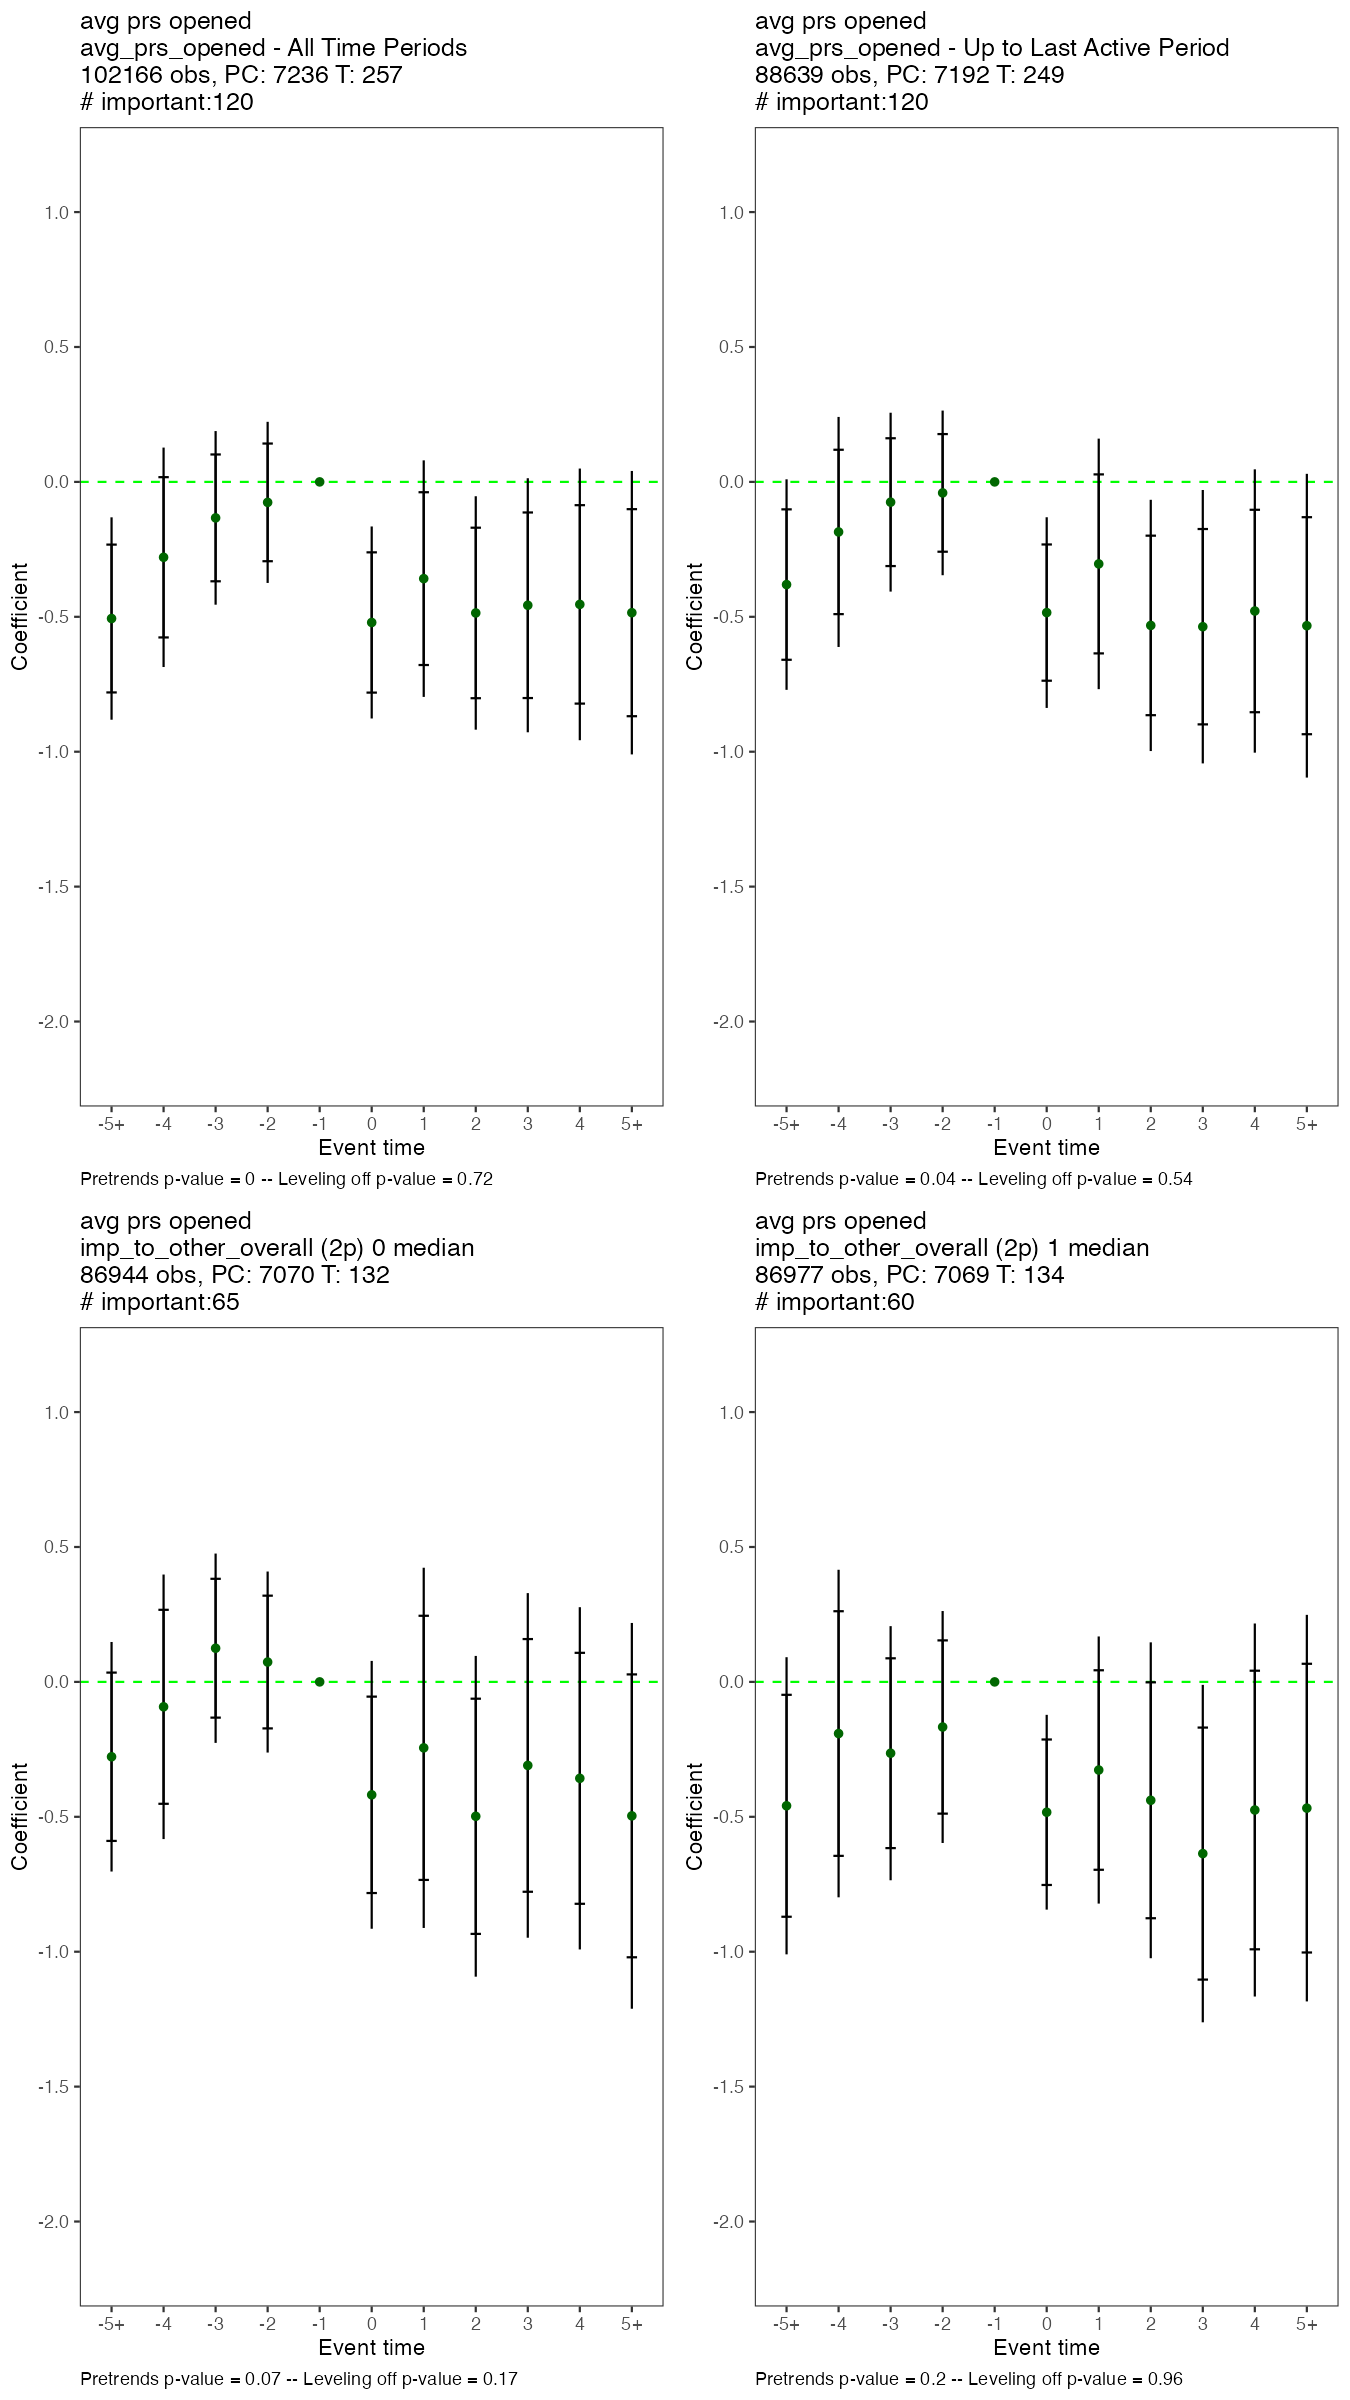 avg prs opened
avg_prs_opened - All Time Periods
102166 obs, PC: 7236 T: 257
# important:120
1.0
0.5
0.0
-0.5
-1.0
-1.5
-2.0
Coefficient
-5+ -4 -3 -2 -1 0 1 2 3 4 5+
Event time
Pretrends p-value = 0 -- Leveling off p-value = 0.72
avg prs opened
avg_prs_opened - Up to Last Active Period
88639 obs, PC: 7192 T: 249
# important:120
1.0
0.5
0.0
-0.5
-1.0
-1.5
-2.0
Coefficient
-5+ -4 -3 -2 -1 0 1 2 3 4 5+
Event time
Pretrends p-value = 0.04 -- Leveling off p-value = 0.54
avg prs opened
imp_to_other_overall (2p) 0 median
86944 obs, PC: 7070 T: 132
# important:65
1.0
0.5
0.0
-0.5
-1.0
-1.5
-2.0
Coefficient
-5+ -4 -3 -2 -1 0 1 2 3 4 5+
Event time
Pretrends p-value = 0.07 -- Leveling off p-value = 0.17
avg prs opened
imp_to_other_overall (2p) 1 median
86977 obs, PC: 7069 T: 134
# important:60
1.0
0.5
0.0
-0.5
-1.0
-1.5
-2.0
Coefficient
-5+ -4 -3 -2 -1 0 1 2 3 4 5+
Event time
Pretrends p-value = 0.2 -- Leveling off p-value = 0.96